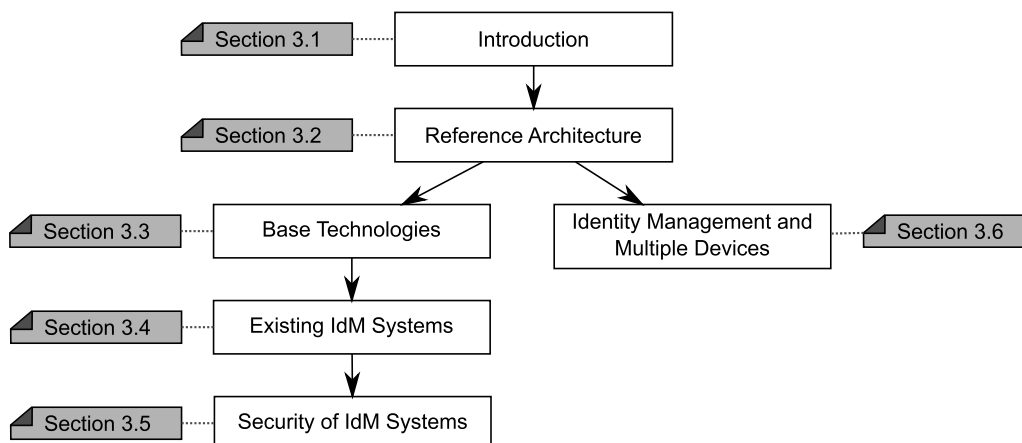 Section 3.1
Introduction
Section 3.2
Reference Architecture
Section 3.3
Base Technologies
Identity Management and
Multiple Devices
Section 3.6
Section 3.4
Existing IdM Systems
Section 3.5
Security of IdM Systems